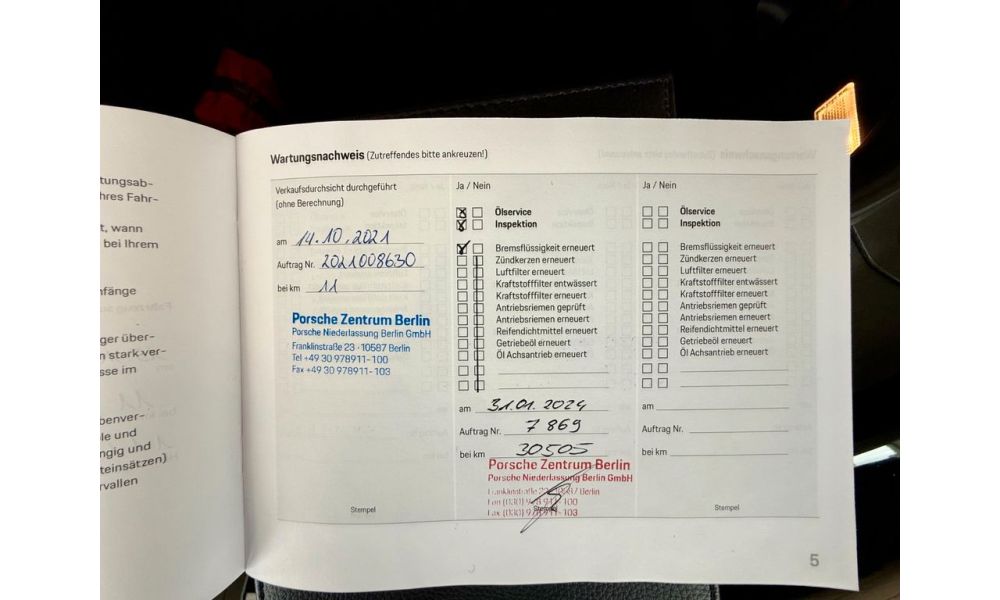 tungsab-
hres Fahr-
t, wann
bei Ihrem
nfänge
ger über-
n stark ver-
sse im
benver-
le und
ngig und
teinsätzen)
rvallen
Wartungsnachweis (Zutreffendes bitte ankreuzen!)
Verkaufsdurchsicht durchgeführt
(ohne Berechnung)
am 14.10.2021
Auftrag Nr. 2021008630
bei km 11
Porsche Zentrum Berlin
Porsche Niederlassung Berlin GmbH
Franklinstraße 23 · 10587 Berlin
Tel +49 30 978911-100
Fax +49 30 978911-103
Stempel
Ja / Nein
Ölservice
Inspektion
Bremsflüssigkeit erneuert
Zündkerzen erneuert
Luftfilter erneuert
Kraftstofffilter entwässert
Kraftstofffilter erneuert
Antriebsriemen geprüft
Antriebsriemen erneuert
Reifendichtmittel erneuert
Getriebeöl erneuert
Öl Achsantrieb erneuert
am 31.01.2024
Auftrag Nr. 7869
bei km 30505
Porsche Zentrum Berlin
Porsche Niederlassung Berlin GmbH
Franklinstraße Berlin
Fax (030) 103
Stempel
Ja / Nein
Ölservice
Inspektion
Bremsflüssigkeit erneuert
Zündkerzen erneuert
Luftfilter erneuert
Kraftstofffilter entwässert
Kraftstofffilter erneuert
Antriebsriemen geprüft
Antriebsriemen erneuert
Reifendichtmittel erneuert
Getriebeöl erneuert
Öl Achsantrieb erneuert
am
Auftrag Nr.
bei km
Stempel
5